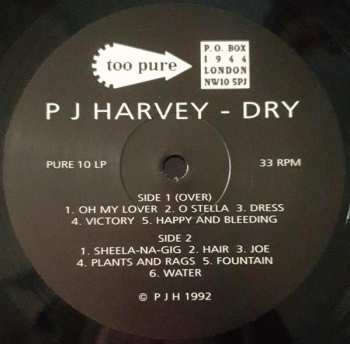 too pure
P.O. BOX
1944
LONDON
NW10 5PJ
P J HARVEY - DRY
PURE 10 LP
33 RPM
SIDE 1 (OVER)
1. OH MY LOVER 2. O STELLA 3. DRESS
4. VICTORY 5. HAPPY AND BLEEDING
SIDE 2
1. SHEELA-NA-GIG 2. HAIR 3. JOE
4. PLANTS AND RAGS 5. FOUNTAIN
6. WATER
© P J H 1992